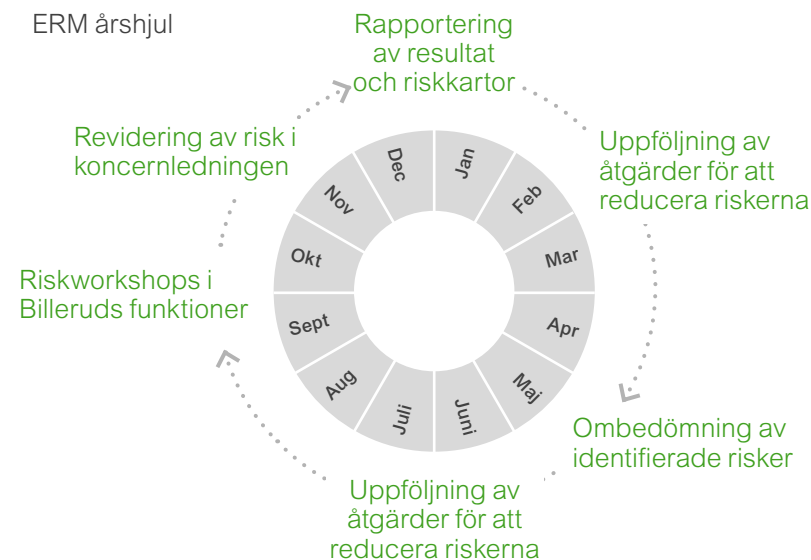 ERM årshjul
Rapportering
av resultat
och riskkartor
Uppföljning av
åtgärder för att
reducera riskerna
Ombedömning av
identifierade risker
Uppföljning av
åtgärder för att
reducera riskerna
Riskworkshops i
Billeruds funktioner
Revidering av risk i
koncernledningen
Jan
Feb
Mar
Apr
Maj
Juni
Juli
Aug
Sept
Okt
Nov
Dec